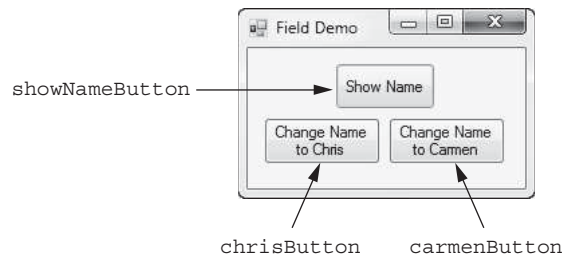 Field Demo
showNameButton
Show Name
Change Name
to Chris
Change Name
to Carmen
chrisButton
carmenButton